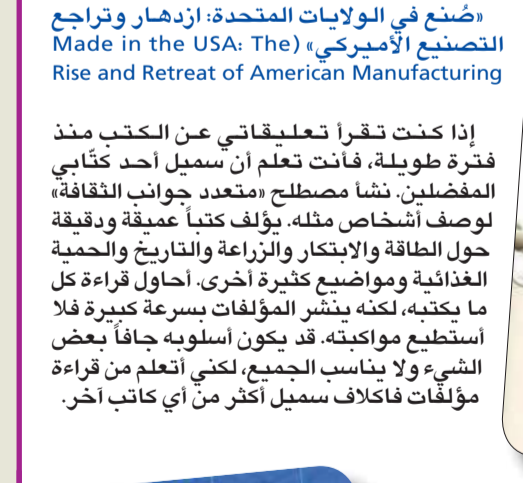 «صُنع في الولايات المتحدة: ازدهار وتراجع
التصنيع الأميركي» (Made in the USA: The
Rise and Retreat of American Manufacturing
إذا كنت تقرأ تعليقاتي عن الكتب منذ
فترة طويلة، فأنت تعلم أن سميل أحد كتّابي
المفضلين. نشأ مصطلح «متعدد جوانب الثقافة»
لوصف أشخاص مثله. يؤلف كتباً عميقة ودقيقة
حول الطاقة والابتكار والزراعة والتاريخ والحمية
الغذائية ومواضيع كثيرة أخرى. أحاول قراءة كل
ما يكتبه، لكنه ينشر المؤلفات بسرعة كبيرة فلا
أستطيع مواكبته. قد يكون أسلوبه جافاً بعض
الشيء ولا يناسب الجميع، لكني أتعلم من قراءة
مؤلفات فاكلاف سميل أكثر من أي كاتب آخر.